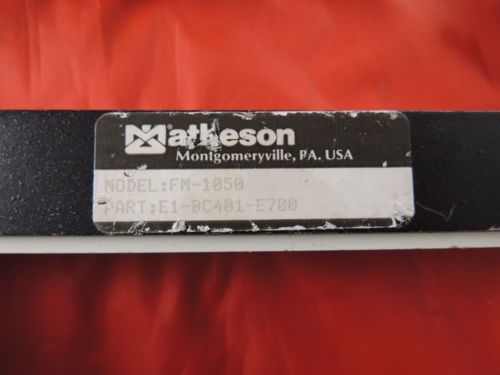 Matheson
Montgomeryville, PA. USA
MODEL:FM-1050
PART:E1-BC401-E700